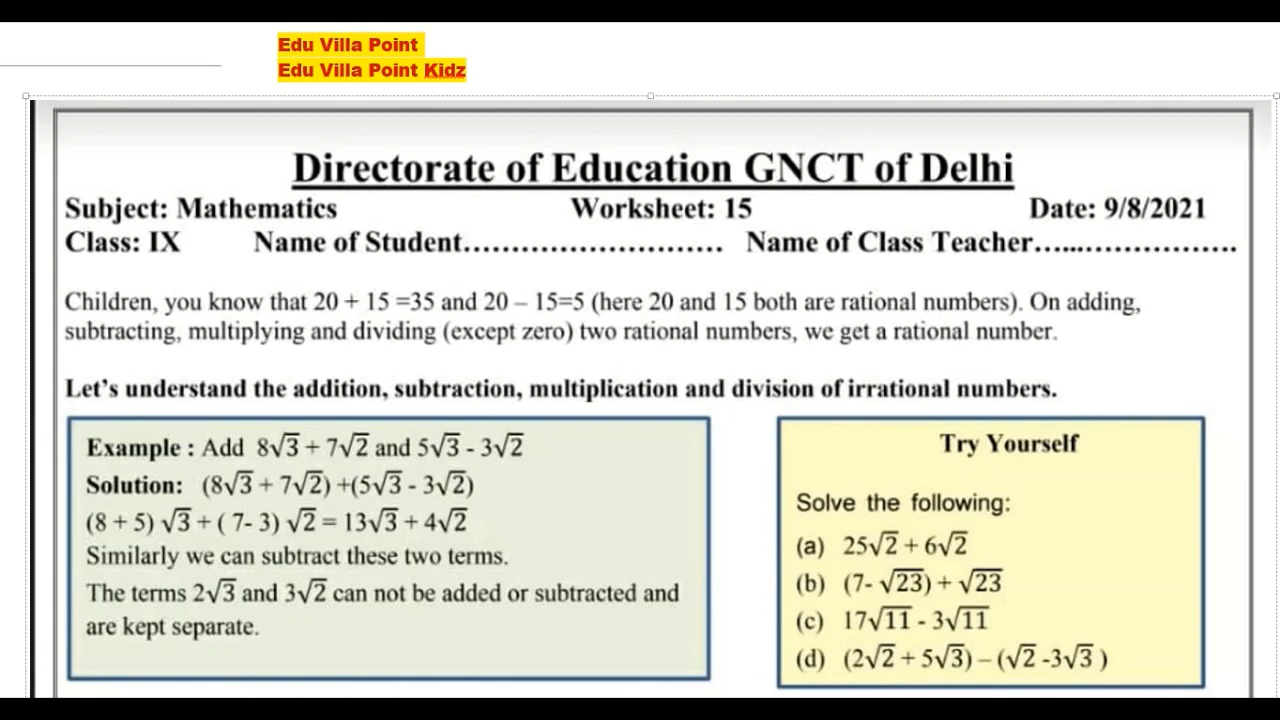 Edu Villa Point
Edu Villa Point Kidz
Directorate of Education GNCT of Delhi
Subject: Mathematics Worksheet: 15 Date: 9/8/2021
Class: IX Name of Student........................... Name of Class Teacher.......................
Children, you know that 20 + 15 =35 and 20 – 15=5 (here 20 and 15 both are rational numbers). On adding,
subtracting, multiplying and dividing (except zero) two rational numbers, we get a rational number.
Let's understand the addition, subtraction, multiplication and division of irrational numbers.
Example : Add 8√3 + 7√2 and 5√3 - 3√2
Solution: (8√3 + 7√2) +(5√3 - 3√2)
(8 + 5) √3 + ( 7- 3) √2 = 13√3 + 4√2
Similarly we can subtract these two terms.
The terms 2√3 and 3√2 can not be added or subtracted and
are kept separate.
Try Yourself
Solve the following:
(a) 25√2 + 6√2
(b) (7- √23) + √23
(c) 17√11 - 3√11
(d) (2√2 + 5√3) – (√2 -3√3 )